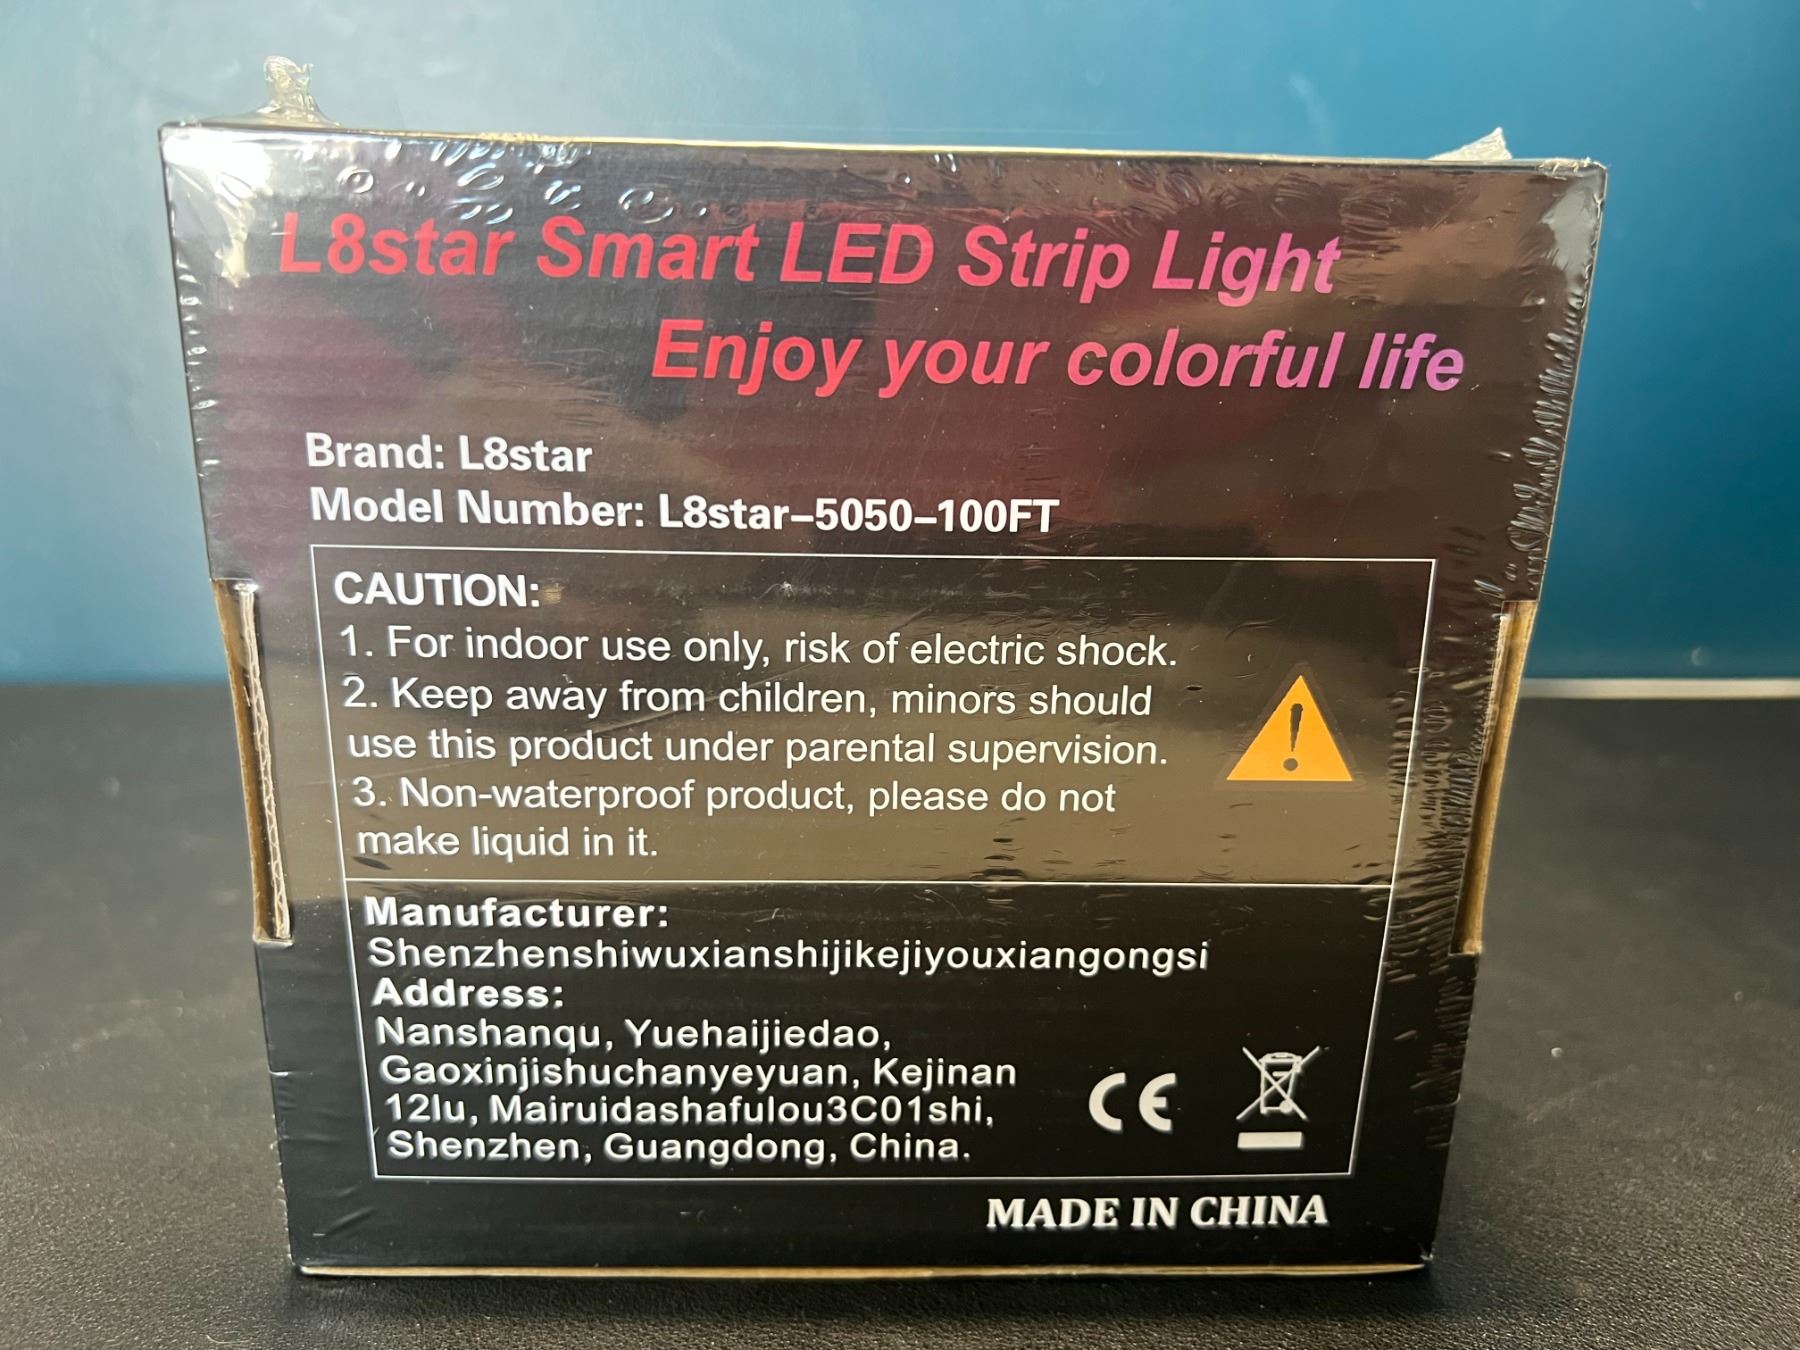 L8star Smart LED Strip Light
Enjoy your colorful life
Brand: L8star
Model Number: L8star-5050-100FT
CAUTION:
1. For indoor use only, risk of electric shock.
2. Keep away from children, minors should
use this product under parental supervision.
3. Non-waterproof product, please do not
make liquid in it.
Manufacturer:
Shenzhenshiwuxianshijikejiyouxiangongsi
Address:
Nanshanqu, Yuehaijiedao,
Gaoxinjishuchanyeyuan, Kejinan
12lu, Mairuidashafulou3C01shi,
Shenzhen, Guangdong, China.
CE
MADE IN CHINA